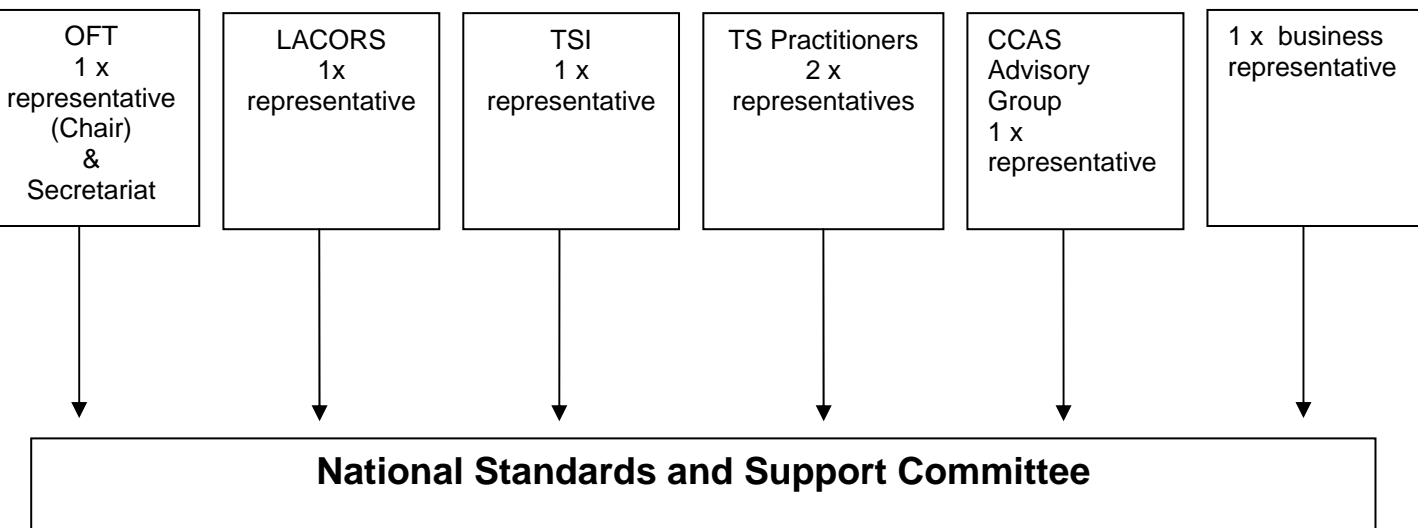 OFT
1 x
representative
(Chair)
&
Secretariat
LACORS
1x
representative
TSI
1 x
representative
TS Practitioners
2 x
representatives
CCAS
Advisory
Group
1 x
representative
1 x business
representative
National Standards and Support Committee